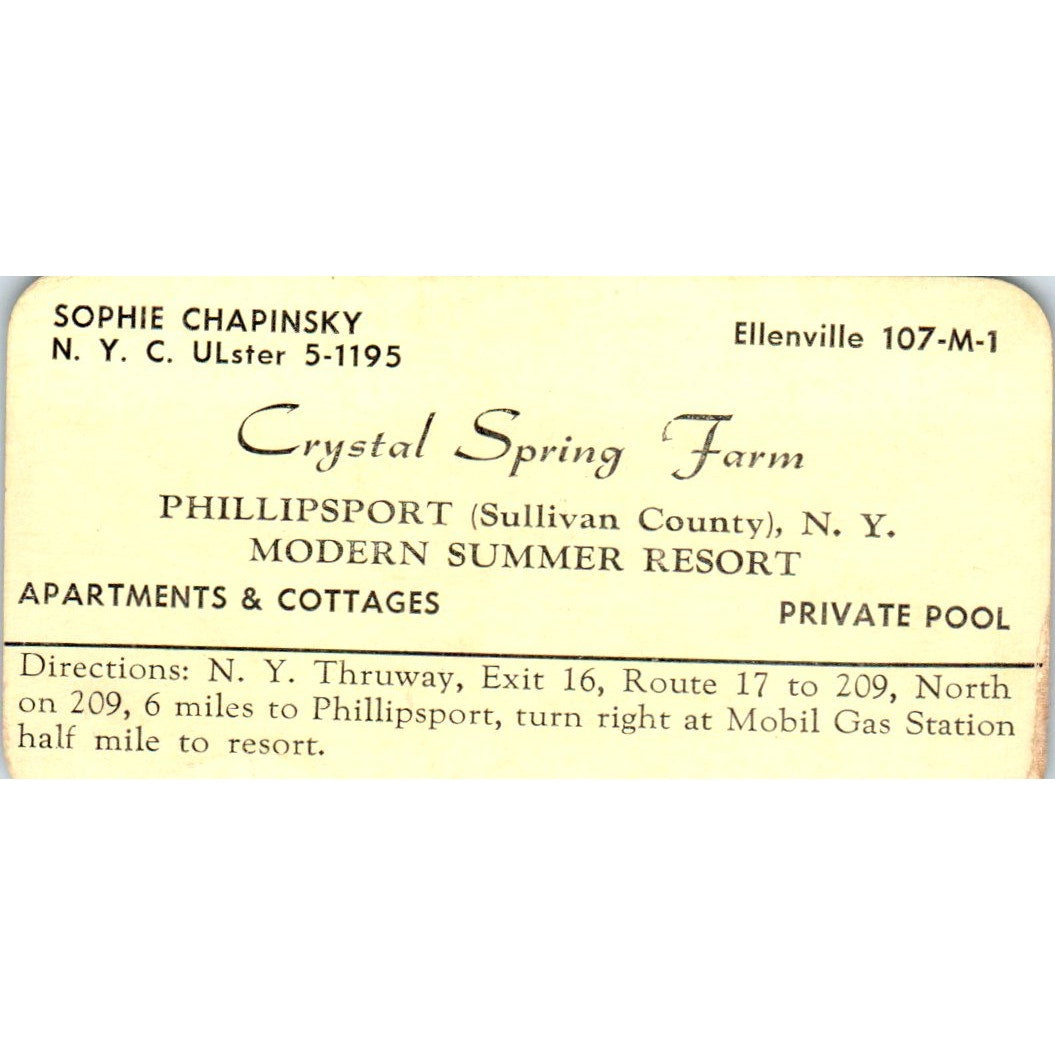 SOPHIE CHAPINSKY
N. Y. C. ULster 5-1195
Ellenville 107-M-1
Crystal Spring Farm
PHILLIPSPORT (Sullivan County), N. Y.
MODERN SUMMER RESORT
APARTMENTS & COTTAGES
PRIVATE POOL
Directions: N. Y. Thruway, Exit 16, Route 17 to 209, North
on 209, 6 miles to Phillipsport, turn right at Mobil Gas Station
half mile to resort.